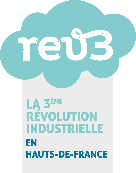 rev3
LA 3ÈME
RÉVOLUTION
INDUSTRIELLE
EN
HAUTS-DE-FRANCE